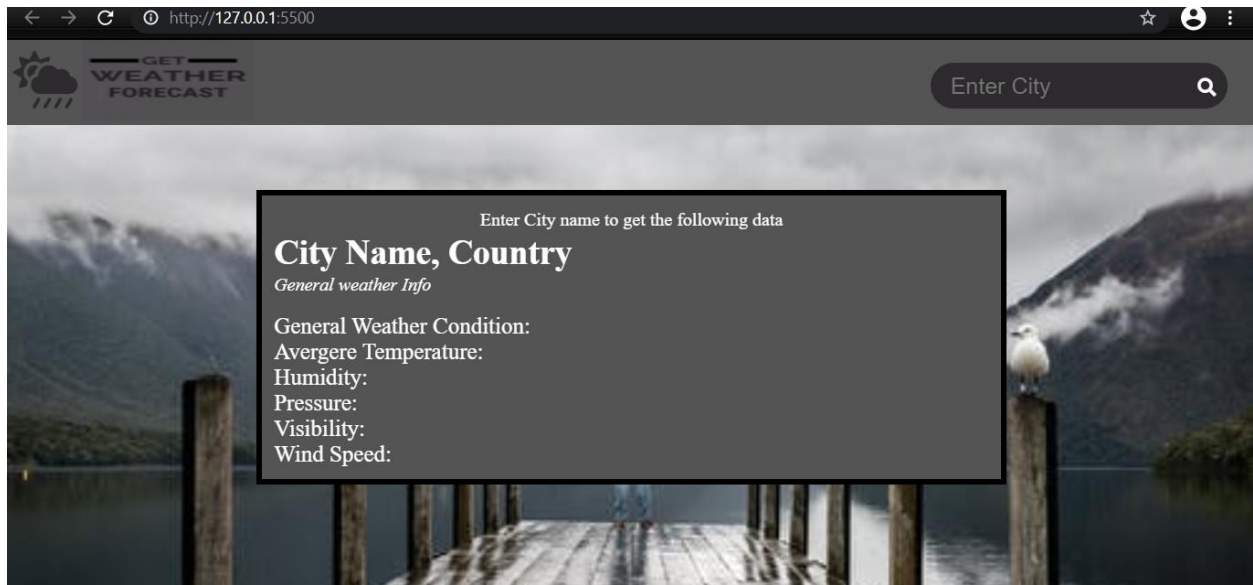 http://127.0.0.1:5500
GET
WEATHER
FORECAST
Enter City
Enter City name to get the following data
City Name, Country
General weather Info
General Weather Condition:
Avergere Temperature:
Humidity:
Pressure:
Visibility:
Wind Speed: